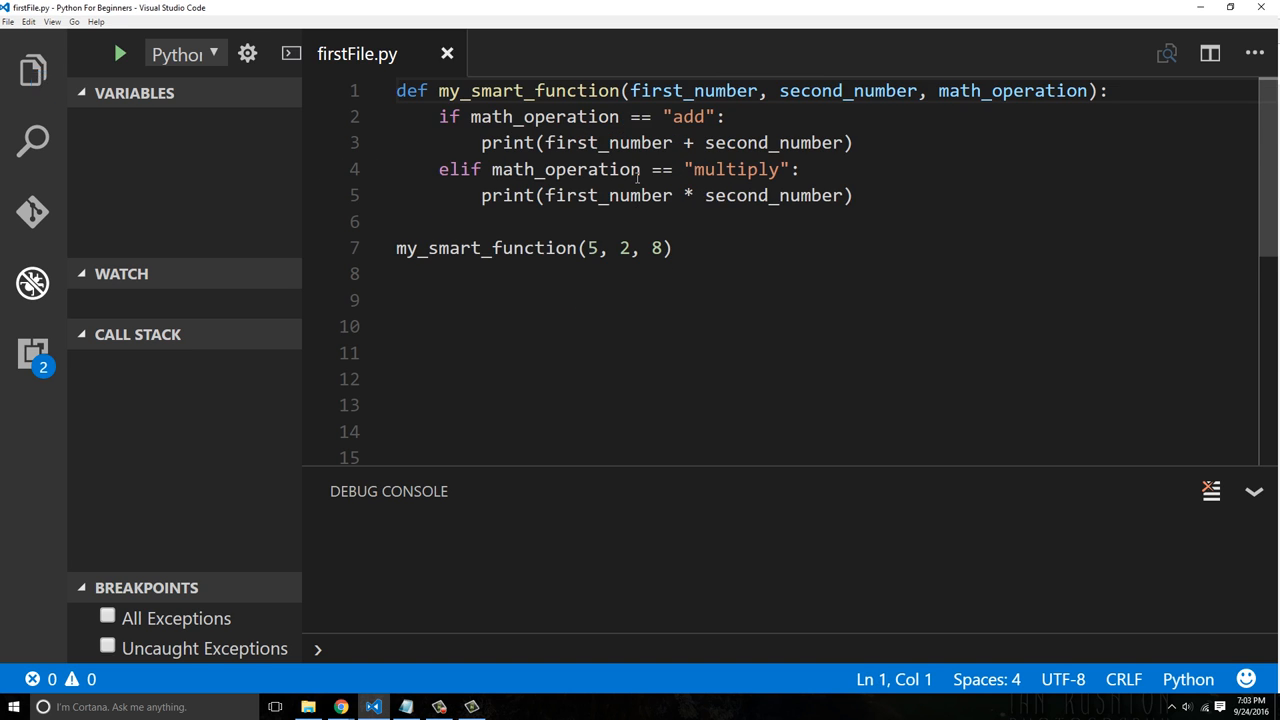 firstFile.py - Python For Beginners - Visual Studio Code
File Edit View Go Help
firstFile.py
VARIABLES
1 def my_smart_function(first_number, second_number, math_operation):
2 if math_operation == "add":
3 print(first_number + second_number)
4 elif math_operation == "multiply":
5 print(first_number * second_number)
6
7 my_smart_function(5, 2, 8)
8
9
10
11
12
13
14
15
WATCH
CALL STACK
2
DEBUG CONSOLE
BREAKPOINTS
All Exceptions
Uncaught Exceptions
0 0
Ln 1, Col 1 Spaces: 4 UTF-8 CRLF Python
I'm Cortana. Ask me anything.
7:03 PM
9/24/2016